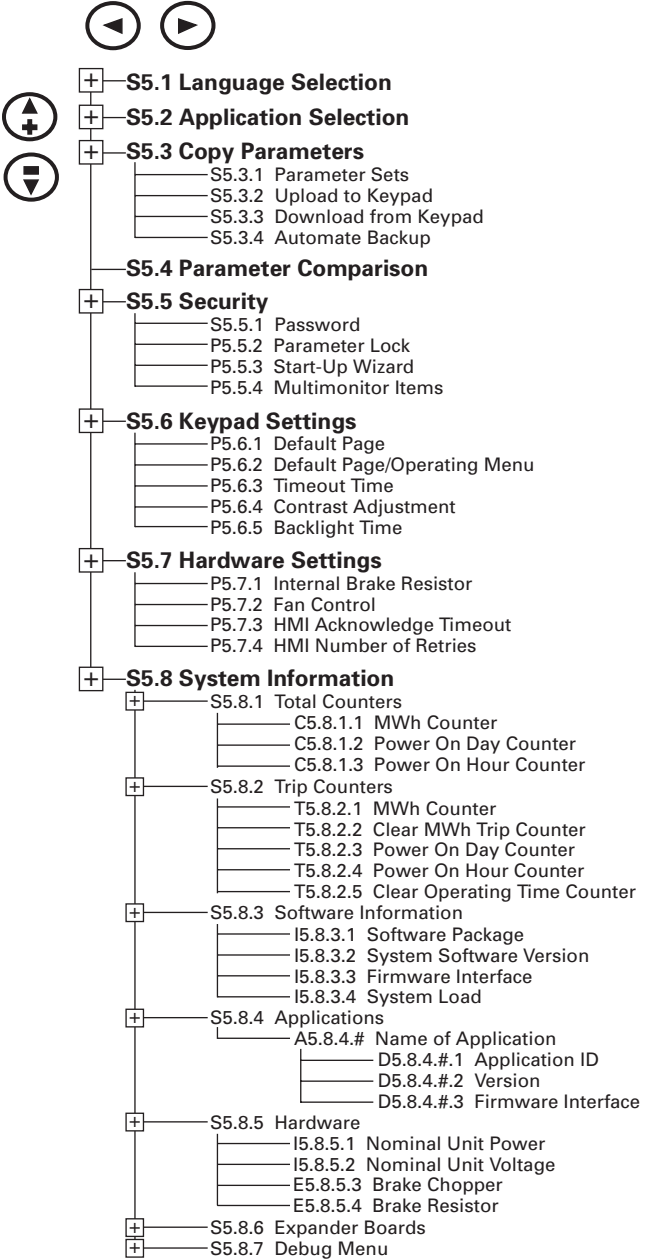 S5.1 Language Selection
S5.2 Application Selection
S5.3 Copy Parameters
S5.3.1 Parameter Sets
S5.3.2 Upload to Keypad
S5.3.3 Download from Keypad
S5.3.4 Automate Backup
S5.4 Parameter Comparison
S5.5 Security
S5.5.1 Password
P5.5.2 Parameter Lock
P5.5.3 Start-Up Wizard
P5.5.4 Multimonitor Items
S5.6 Keypad Settings
P5.6.1 Default Page
P5.6.2 Default Page/Operating Menu
P5.6.3 Timeout Time
P5.6.4 Contrast Adjustment
P5.6.5 Backlight Time
S5.7 Hardware Settings
P5.7.1 Internal Brake Resistor
P5.7.2 Fan Control
P5.7.3 HMI Acknowledge Timeout
P5.7.4 HMI Number of Retries
S5.8 System Information
S5.8.1 Total Counters
C5.8.1.1 MWh Counter
C5.8.1.2 Power On Day Counter
C5.8.1.3 Power On Hour Counter
S5.8.2 Trip Counters
T5.8.2.1 MWh Counter
T5.8.2.2 Clear MWh Trip Counter
T5.8.2.3 Power On Day Counter
T5.8.2.4 Power On Hour Counter
T5.8.2.5 Clear Operating Time Counter
S5.8.3 Software Information
I5.8.3.1 Software Package
I5.8.3.2 System Software Version
I5.8.3.3 Firmware Interface
I5.8.3.4 System Load
S5.8.4 Applications
A5.8.4.# Name of Application
D5.8.4.#.1 Application ID
D5.8.4.#.2 Version
D5.8.4.#.3 Firmware Interface
S5.8.5 Hardware
I5.8.5.1 Nominal Unit Power
I5.8.5.2 Nominal Unit Voltage
E5.8.5.3 Brake Chopper
E5.8.5.4 Brake Resistor
S5.8.6 Expander Boards
S5.8.7 Debug Menu